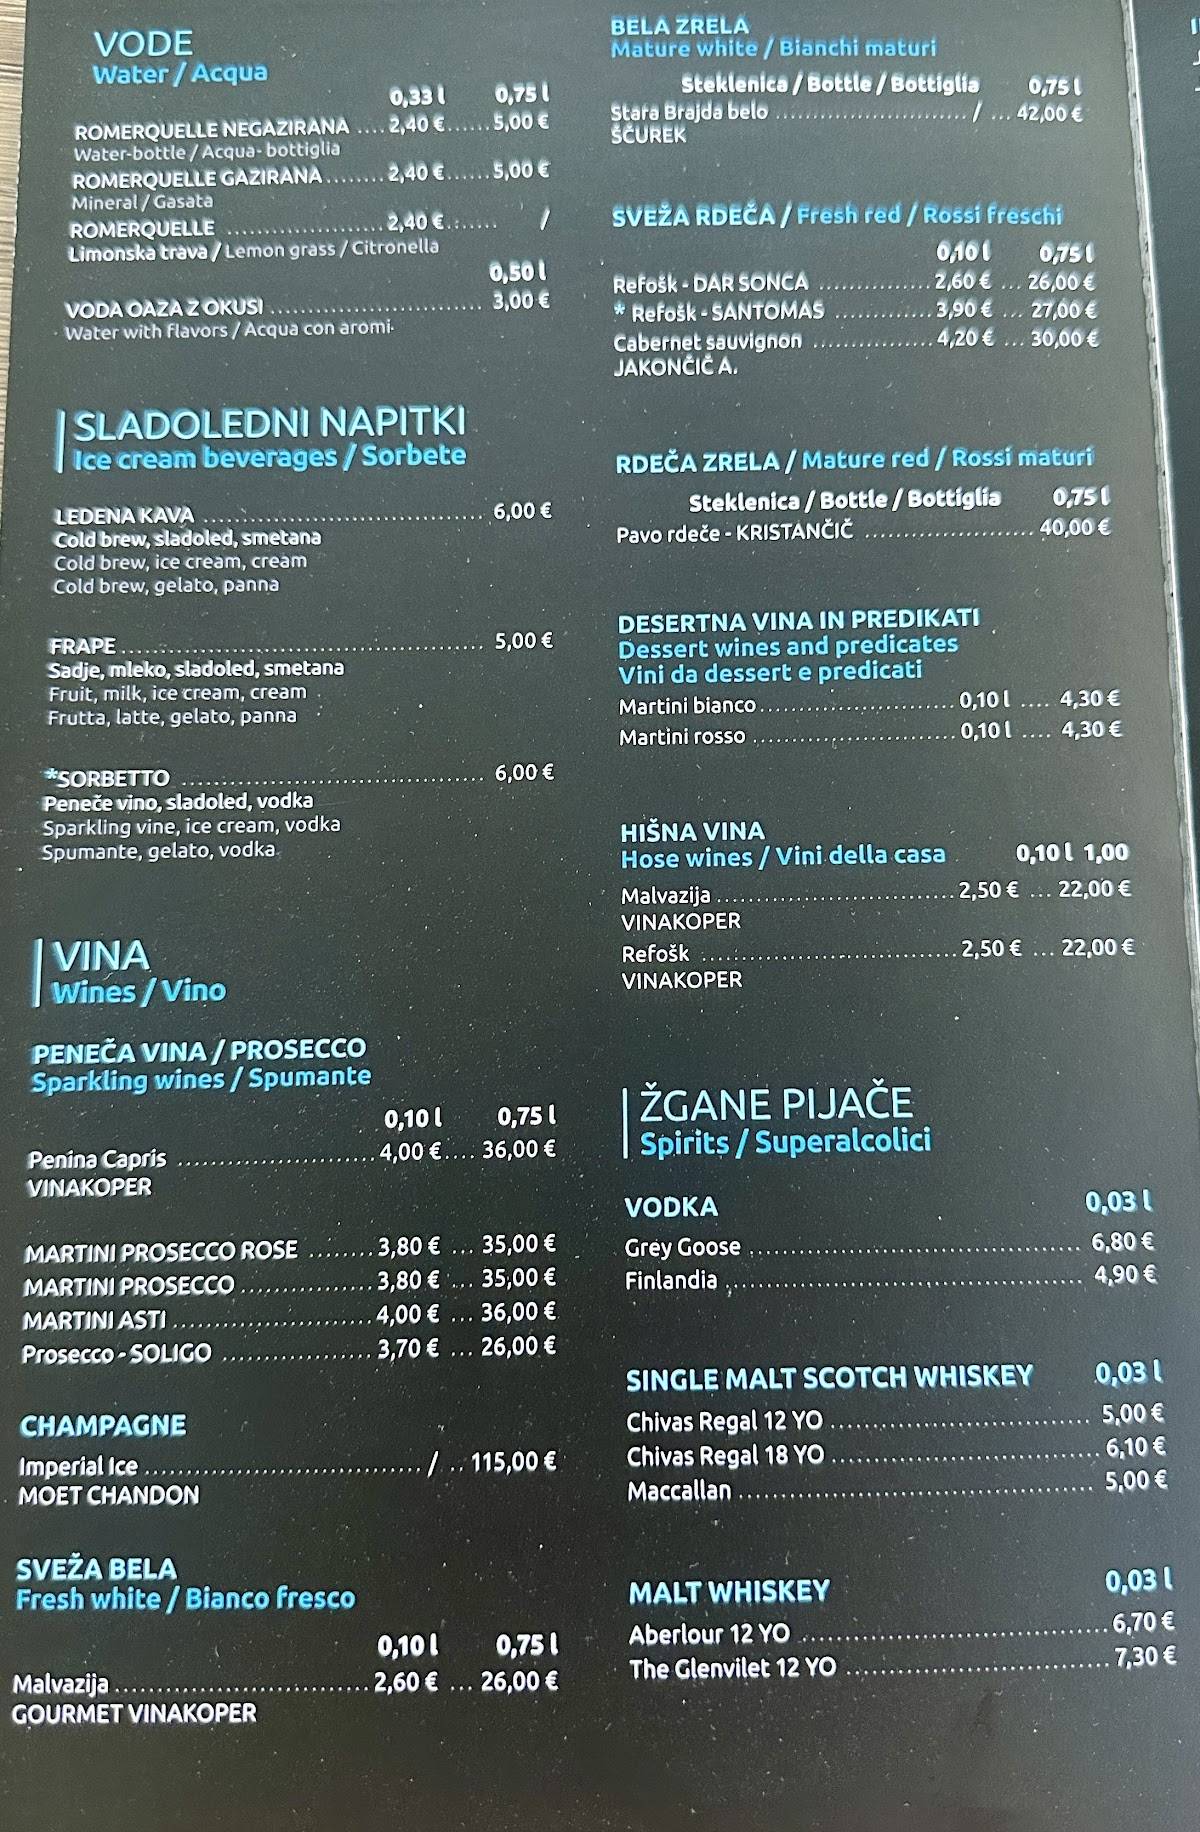 VODE
Water / Acqua
0,33 l 0,75 l
ROMERQUELLE NEGAZIRANA .... 2,40 € ...... 5,00 €
Water-bottle / Acqua- bottiglia
ROMERQUELLE GAZIRANA ........ 2,40 € ...... 5,00 €
Mineral / Gasata
ROMERQUELLE .................... 2,40 € ....... /
Limonska trava / Lemon grass / Citronella
0,50 l
VODA OAZA Z OKUSI ........................... 3,00 €
Water with flavors / Acqua con aromi
SLADOLEDNI NAPITKI
Ice cream beverages / Sorbete
LEDENA KAVA ................................... 6,00 €
Cold brew, sladoled, smetana
Cold brew, ice cream, cream
Cold brew, gelato, panna
FRAPE ............................................. 5,00 €
Sadje, mleko, sladoled, smetana
Fruit, milk, ice cream, cream
Frutta, latte, gelato, panna
*SORBETTO ..................................... 6,00 €
Peneče vino, sladoled, vodka
Sparkling vine, ice cream, vodka
Spumante, gelato, vodka
VINA
Wines / Vino
PENEČA VINA / PROSECCO
Sparkling wines / Spumante
0,10 l 0,75 l
Penina Capris ......................... 4,00 € .... 36,00 €
VINAKOPER
MARTINI PROSECCO ROSE ........ 3,80 € ... 35,00 €
MARTINI PROSECCO ................ 3,80 € ... 35,00 €
MARTINI ASTI ......................... 4,00 € ... 36,00 €
Prosecco - SOLIGO .................. 3,70 € ... 26,00 €
CHAMPAGNE
Imperial Ice .................................. / .. 115,00 €
MOET CHANDON
SVEŽA BELA
Fresh white / Bianco fresco
0,10 l 0,75 l
Malvazija ................................ 2,60 € ... 26,00 €
GOURMET VINAKOPER
BELA ZRELA
Mature white / Bianchi maturi
Steklenica / Bottle / Bottiglia 0,75 l
Stara Brajda belo .......................... / ... 42,00 €
ŠČUREK
SVEŽA RDEČA / Fresh red / Rossi freschi
0,10 l 0,75 l
Refošk - DAR SONCA ............... 2,60 € ... 26,00 €
* Refošk - SANTOMAS ............. 3,90 € ... 27,00 €
Cabernet sauvignon ................ 4,20 € ... 30,00 €
JAKONČIČ A.
RDEČA ZRELA / Mature red / Rossi maturi
Steklenica / Bottle / Bottiglia 0,75 l
Pavo rdeče - KRISTANČIČ ...................... 40,00 €
DESERTNA VINA IN PREDIKATI
Dessert wines and predicates
Vini da dessert e predicati
Martini bianco .......................... 0,10 l .... 4,30 €
Martini rosso ........................... 0,10 l .... 4,30 €
HIŠNA VINA
Hose wines / Vini della casa 0,10 l 1,00
Malvazija ................................ 2,50 € ... 22,00 €
VINAKOPER
Refošk .................................. 2,50 € ... 22,00 €
VINAKOPER
ŽGANE PIJAČE
Spirits / Superalcolici
VODKA 0,03 l
Grey Goose ............................................. 6,80 €
Finlandia ................................................ 4,90 €
SINGLE MALT SCOTCH WHISKEY 0,03 l
Chivas Regal 12 YO .................................. 5,00 €
Chivas Regal 18 YO .................................. 6,10 €
Maccallan ............................................... 5,00 €
MALT WHISKEY 0,03 l
Aberlour 12 YO ........................................ 6,70 €
The Glenvilet 12 YO ................................. 7,30 €